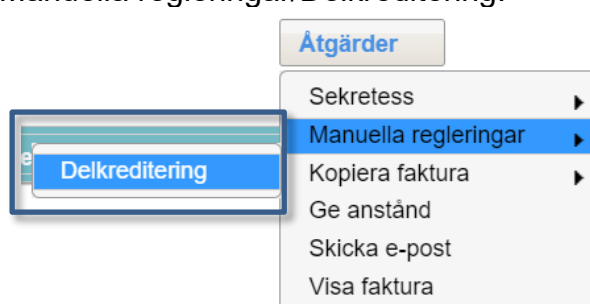 Manuella regleringar/Delkreditering.
Åtgärder
Sekretess
Manuella regleringar
Delkreditering
Kopiera faktura
Ge anstånd
Skicka e-post
Visa faktura